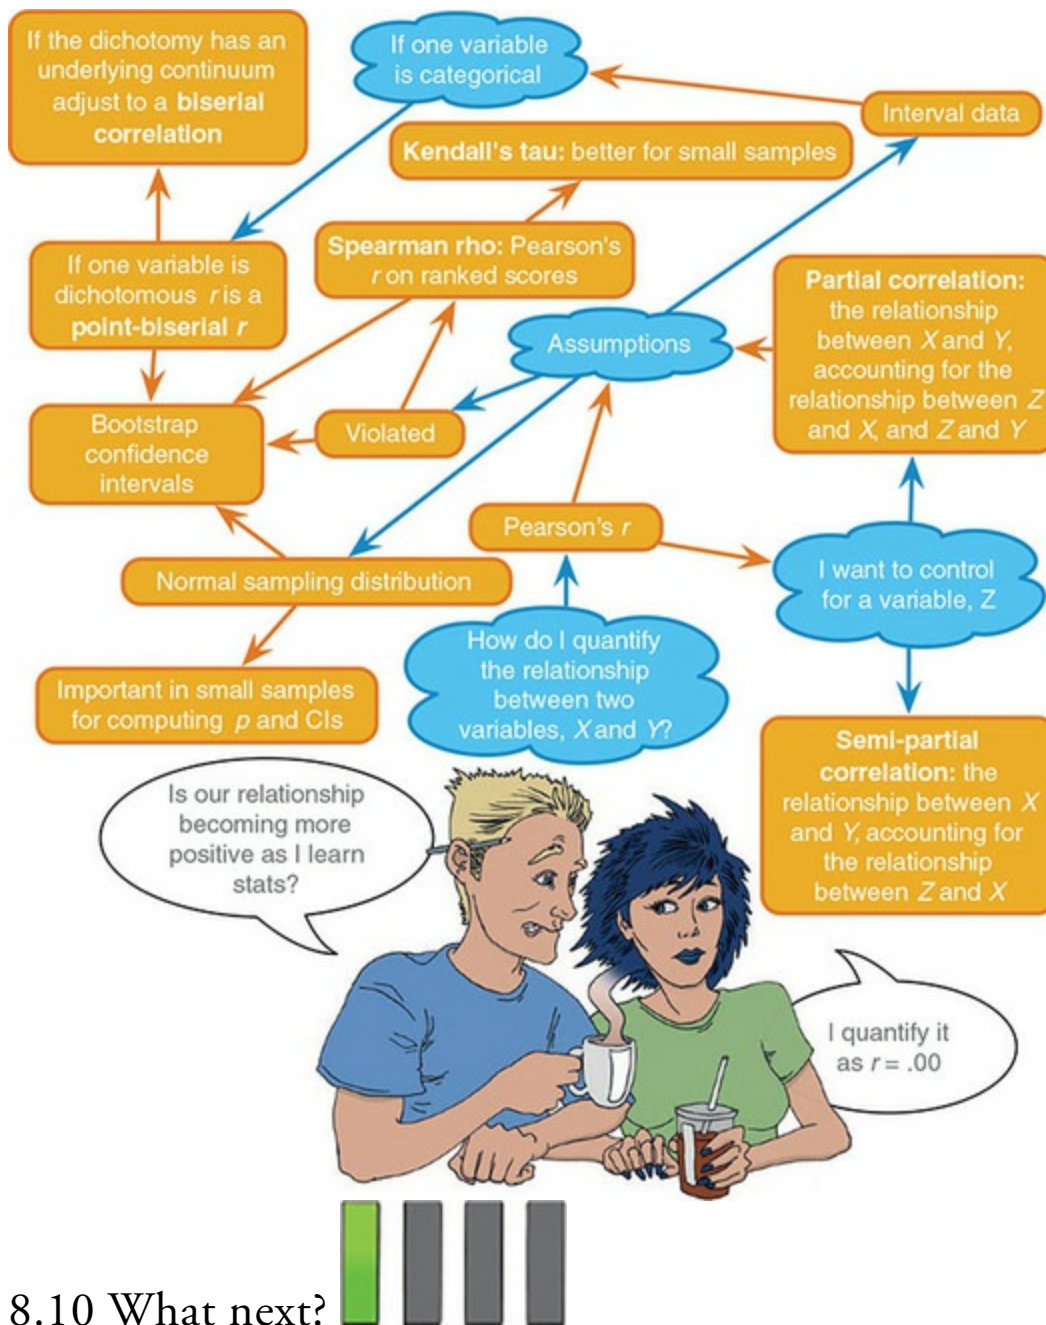 If the dichotomy has an
underlying continuum
adjust to a biserial
correlation
If one variable
is categorical
Interval data
Kendall's tau: better for small samples
Spearman rho: Pearson's
r on ranked scores
If one variable is
dichotomous r is a
point-biserial r
Assumptions
Partial correlation:
the relationship
between X and Y,
accounting for the
relationship between Z
and X, and Z and Y
Bootstrap
confidence
intervals
Violated
Pearson's r
Normal sampling distribution
I want to control
for a variable, Z
How do I quantify
the relationship
between two
variables, X and Y?
Important in small samples
for computing p and CIs
Semi-partial
correlation: the
relationship between X
and Y, accounting for
the relationship
between Z and X
Is our relationship
becoming more
positive as I learn
stats?
I quantify it
as r = .00
8.10 What next?